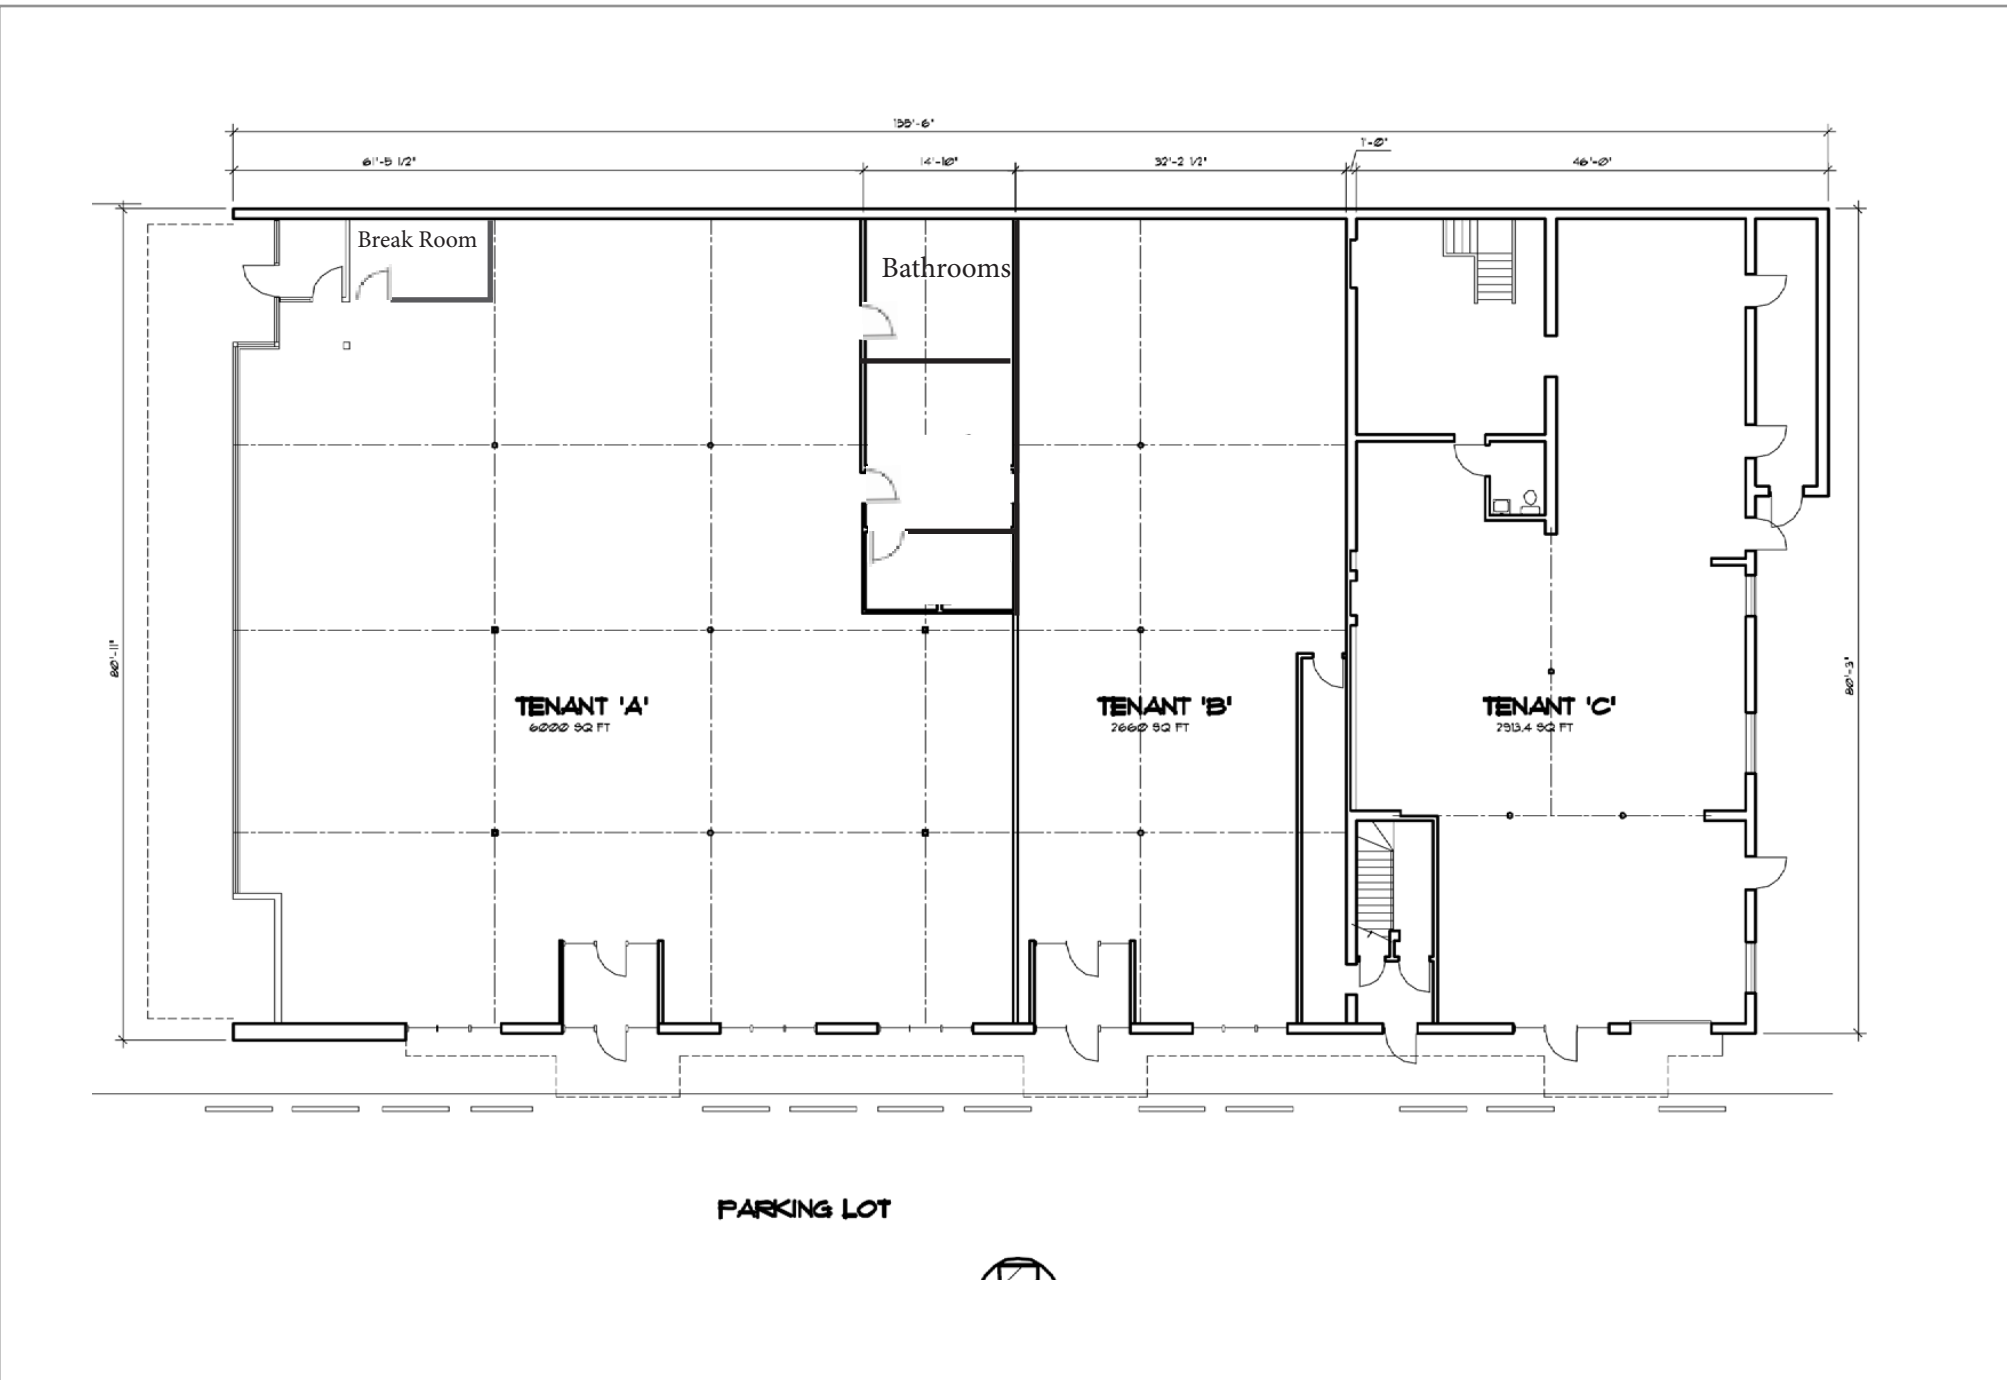 155'-6"
61'-5 1/2"
14'-10"
32'-2 1/2"
1'-0"
46'-0"
Break Room
Bathrooms
80'-11"
80'-3"
TENANT 'A'
6000 SQ FT
TENANT 'B'
2660 SQ FT
TENANT 'C'
2913.4 SQ FT
PARKING LOT